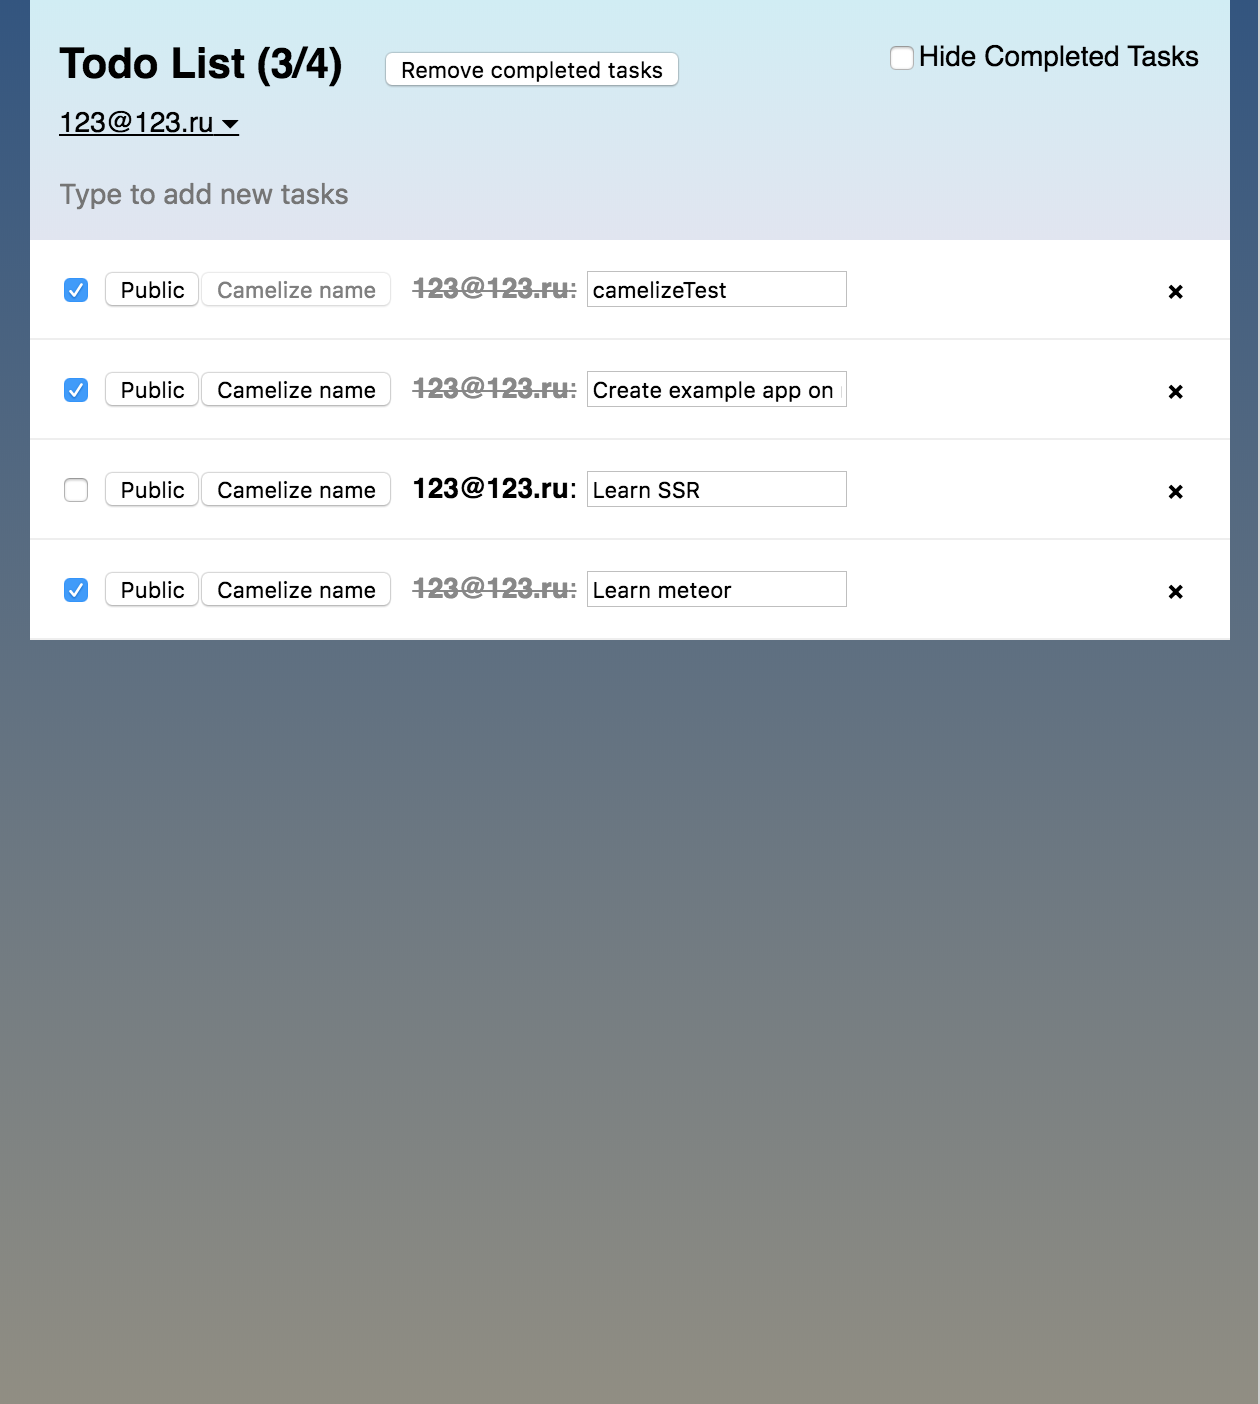 Todo List (3/4) Remove completed tasks Hide Completed Tasks
123@123.ru
Type to add new tasks
Public Camelize name 123@123.ru: camelizeTest ×
Public Camelize name 123@123.ru: Create example app on ×
Public Camelize name 123@123.ru: Learn SSR ×
Public Camelize name 123@123.ru: Learn meteor ×